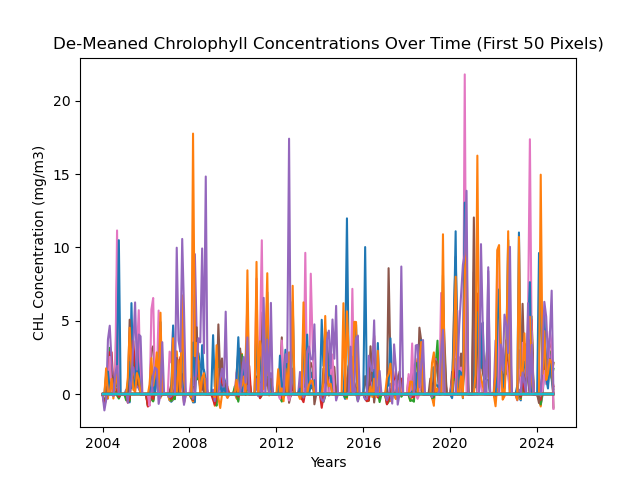 De-Meaned Chrolophyll Concentrations Over Time (First 50 Pixels)
CHL Concentration (mg/m3)
20
15
10
5
0
2004 2008 2012 2016 2020 2024
Years